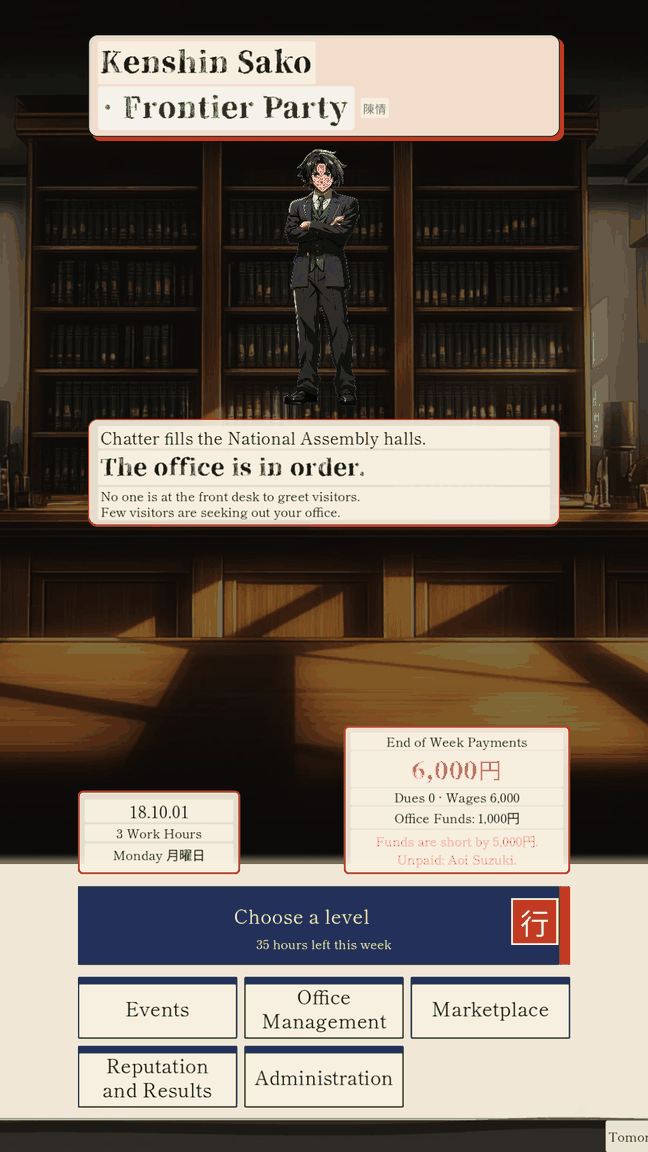 Kenshin Sako
· Frontier Party 陳情
Chatter fills the National Assembly halls.
The office is in order.
No one is at the front desk to greet visitors.
Few visitors are seeking out your office.
End of Week Payments
6,000円
Dues 0 · Wages 6,000
Office Funds: 1,000円
Funds are short by 5,000円.
Unpaid: Aoi Suzuki.
18.10.01
3 Work Hours
Monday 月曜日
Choose a level
35 hours left this week
行
Events
Office
Management
Marketplace
Reputation
and Results
Administration